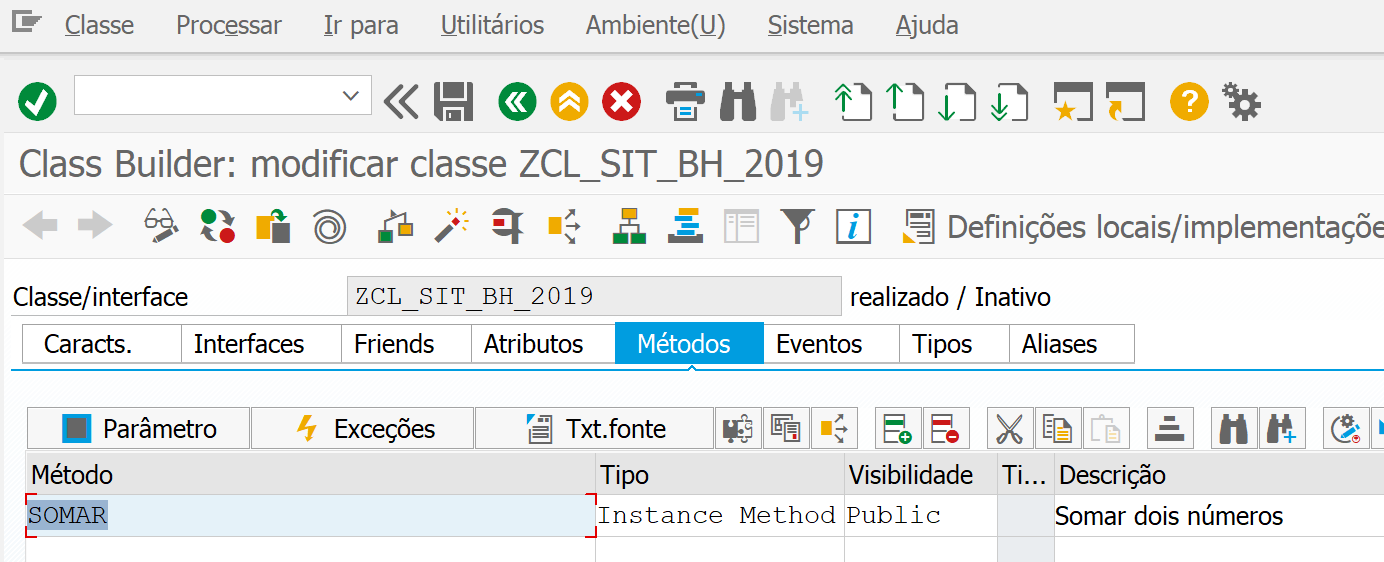 Classe Processar Ir para Utilitários Ambiente(U) Sistema Ajuda
Class Builder: modificar classe ZCL_SIT_BH_2019
Definições locais/implementaçõe
Classe/interface ZCL_SIT_BH_2019 realizado / Inativo
Caracts. Interfaces Friends Atributos Métodos Eventos Tipos Aliases
Parâmetro Exceções Txt.fonte
Método Tipo Visibilidade Ti... Descrição
SOMAR Instance Method Public Somar dois números